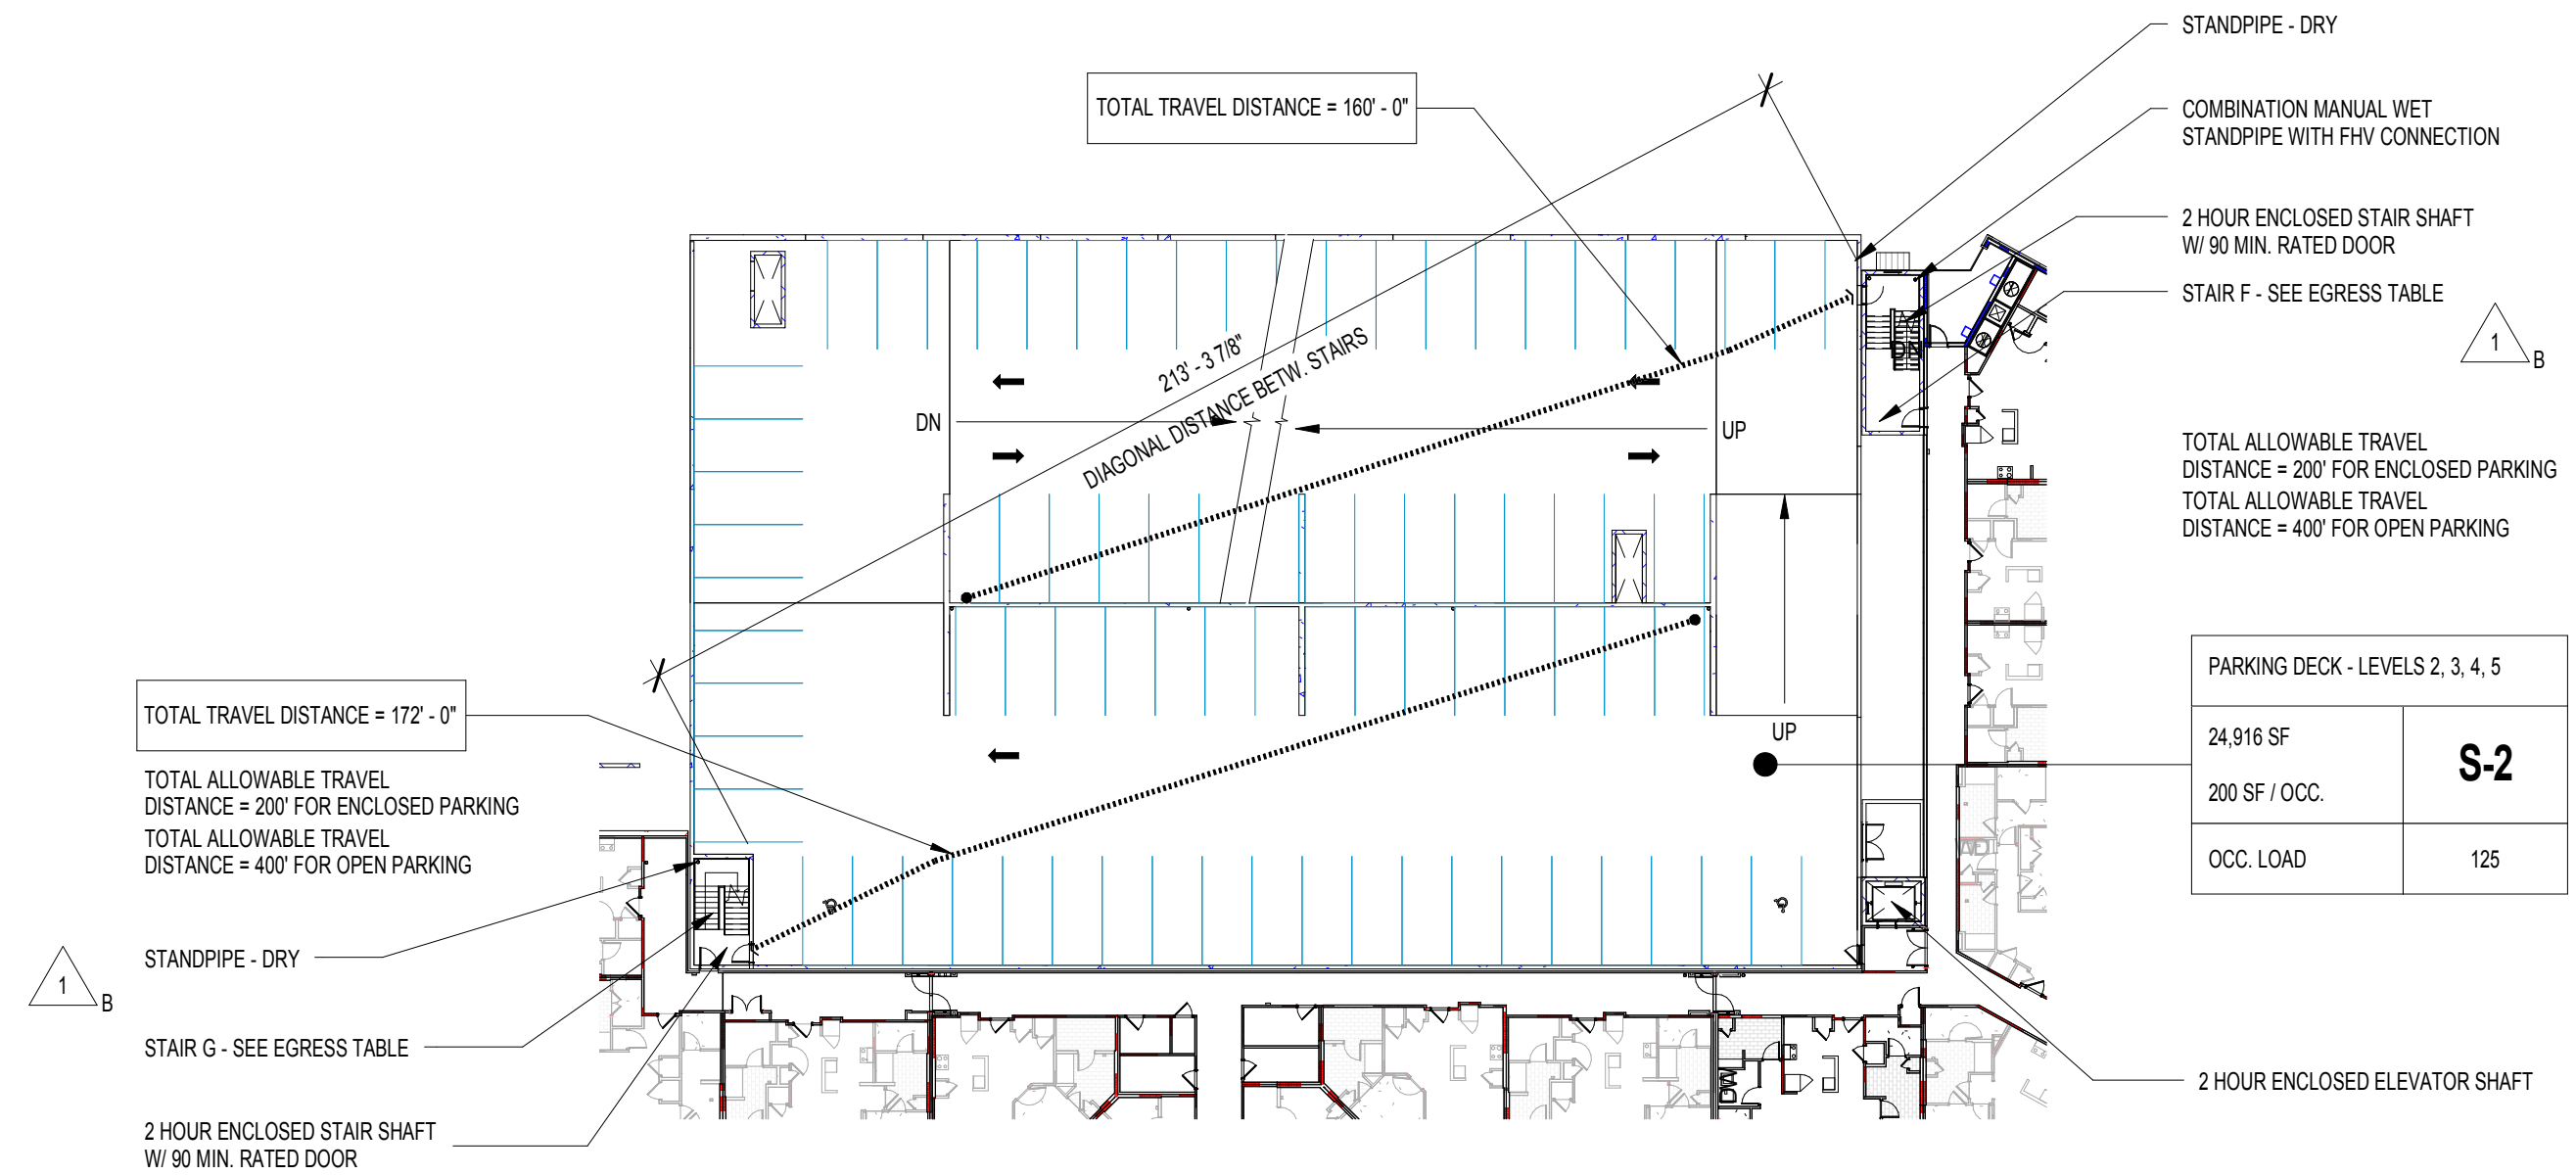 STANDPIPE - DRY
TOTAL TRAVEL DISTANCE = 160' - 0"
COMBINATION MANUAL WET
STANDPIPE WITH FHV CONNECTION
2 HOUR ENCLOSED STAIR SHAFT
W/ 90 MIN. RATED DOOR
STAIR F - SEE EGRESS TABLE
1
B
DN
213' - 3 7/8"
DIAGONAL DISTANCE BETW. STAIRS
DN
UP
TOTAL ALLOWABLE TRAVEL
DISTANCE = 200' FOR ENCLOSED PARKING
TOTAL ALLOWABLE TRAVEL
DISTANCE = 400' FOR OPEN PARKING
PARKING DECK - LEVELS 2, 3, 4, 5
24,916 SF
200 SF / OCC.
S-2
OCC. LOAD
125
UP
TOTAL TRAVEL DISTANCE = 172' - 0"
TOTAL ALLOWABLE TRAVEL
DISTANCE = 200' FOR ENCLOSED PARKING
TOTAL ALLOWABLE TRAVEL
DISTANCE = 400' FOR OPEN PARKING
STANDPIPE - DRY
1
B
STAIR G - SEE EGRESS TABLE
2 HOUR ENCLOSED STAIR SHAFT
W/ 90 MIN. RATED DOOR
2 HOUR ENCLOSED ELEVATOR SHAFT